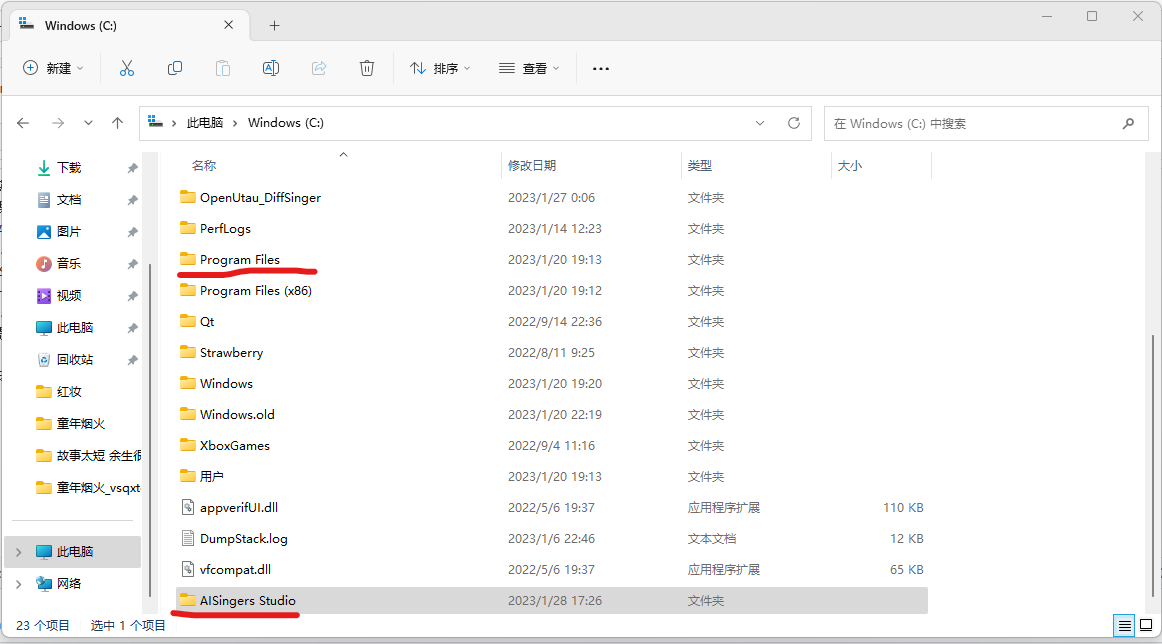 Windows (C:)
新建
排序
查看
此电脑 Windows (C:)
在 Windows (C:) 中搜索
下载
文档
图片
音乐
视频
此电脑
回收站
红妆
童年烟火
故事太短 余生很
童年烟火_vsqxt
此电脑
网络
名称 修改日期 类型 大小
OpenUtau_DiffSinger 2023/1/27 0:06 文件夹
PerfLogs 2023/1/14 12:23 文件夹
Program Files 2023/1/20 19:13 文件夹
Program Files (x86) 2023/1/20 19:12 文件夹
Qt 2022/9/14 22:36 文件夹
Strawberry 2022/8/11 9:25 文件夹
Windows 2023/1/20 19:20 文件夹
Windows.old 2023/1/20 22:19 文件夹
XboxGames 2022/9/4 11:16 文件夹
用户 2023/1/20 19:13 文件夹
appverifUI.dll 2022/5/6 19:37 应用程序扩展 110 KB
DumpStack.log 2023/1/6 22:46 文本文档 12 KB
vfcompat.dll 2022/5/6 19:37 应用程序扩展 65 KB
AISingers Studio 2023/1/28 17:26 文件夹
23 个项目 选中 1 个项目